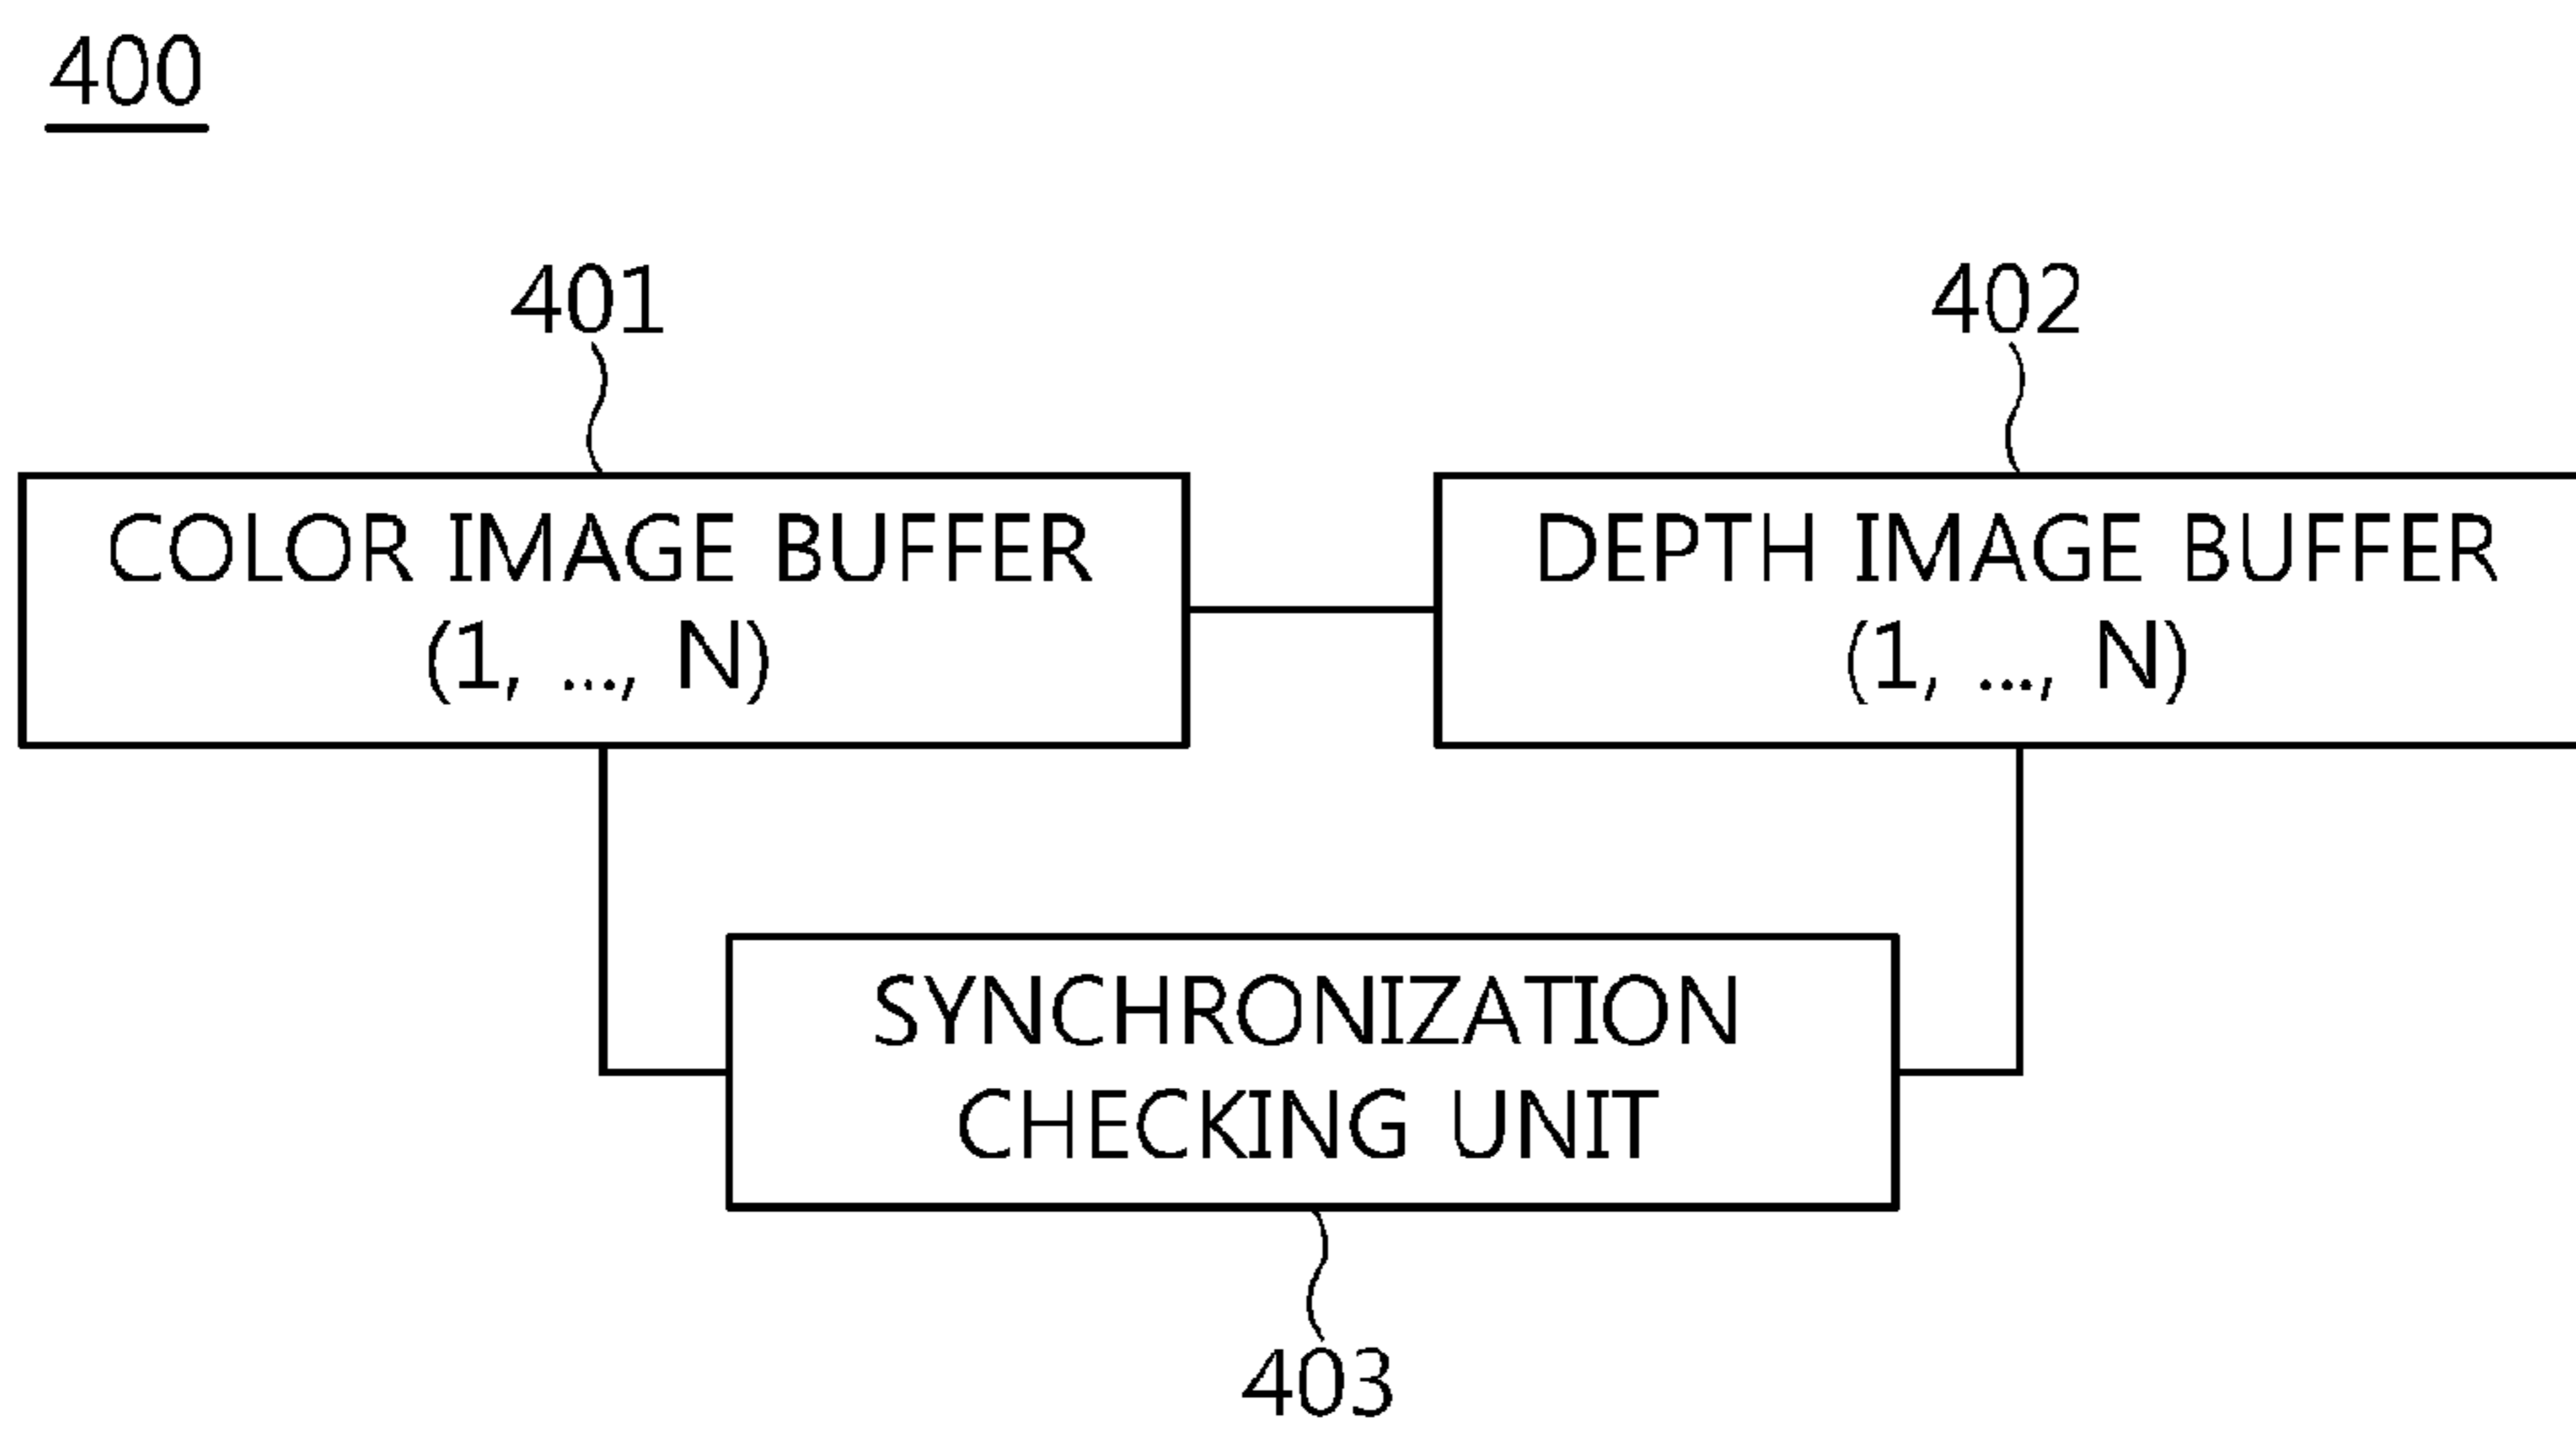 400
401
402
COLOR IMAGE BUFFER
(1, ..., N)
DEPTH IMAGE BUFFER
(1, ..., N)
SYNCHRONIZATION
CHECKING UNIT
403